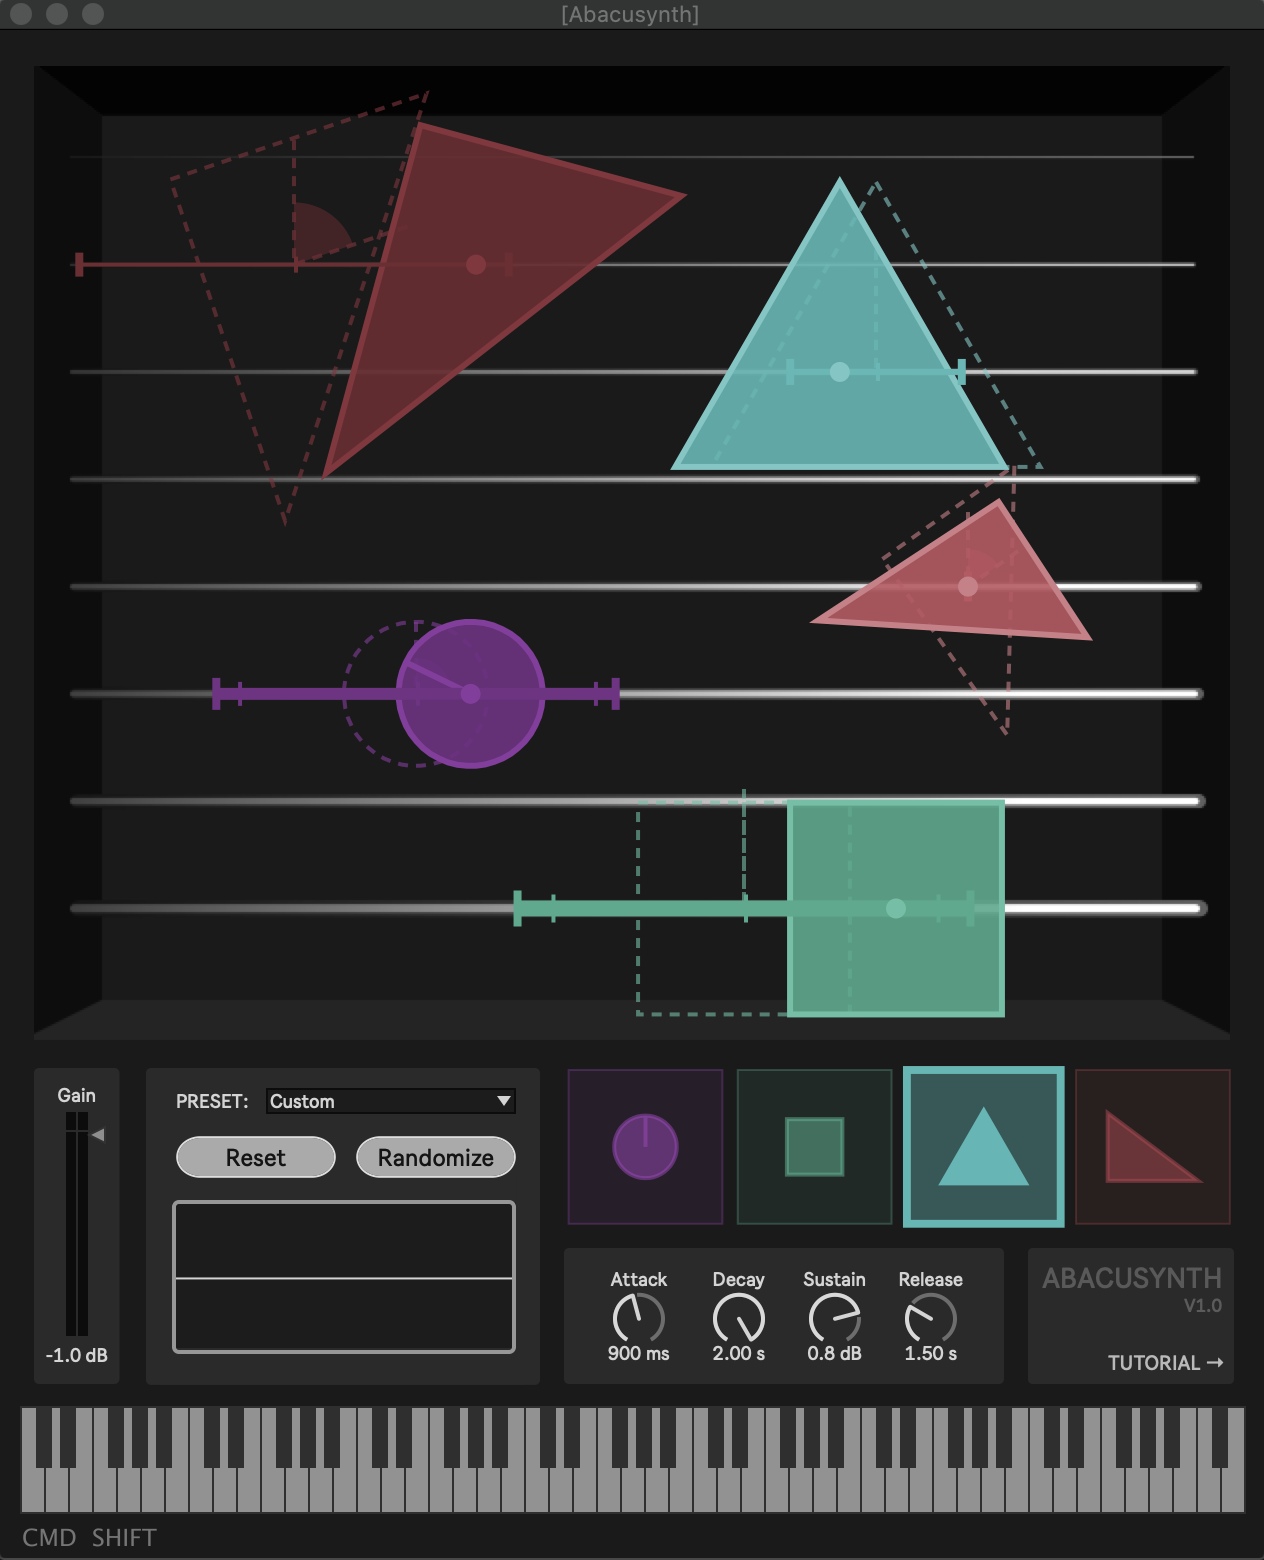 [Abacusynth]
Gain
-1.0 dB
PRESET: Custom
Reset
Randomize
Attack
900 ms
Decay
2.00 s
Sustain
0.8 dB
Release
1.50 s
ABACUSYNTH
V1.0
TUTORIAL →
CMD SHIFT